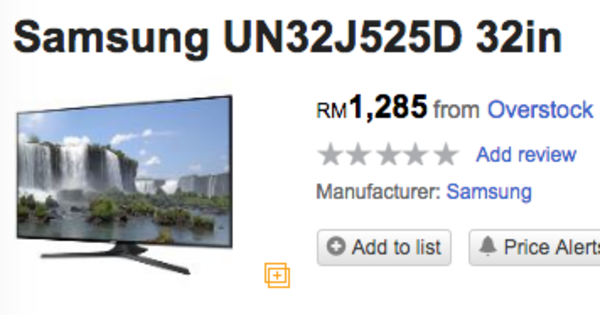 Samsung UN32J525D 32in
RM1,285 from Overstock
Add review
Manufacturer: Samsung
Add to list
Price Alerts